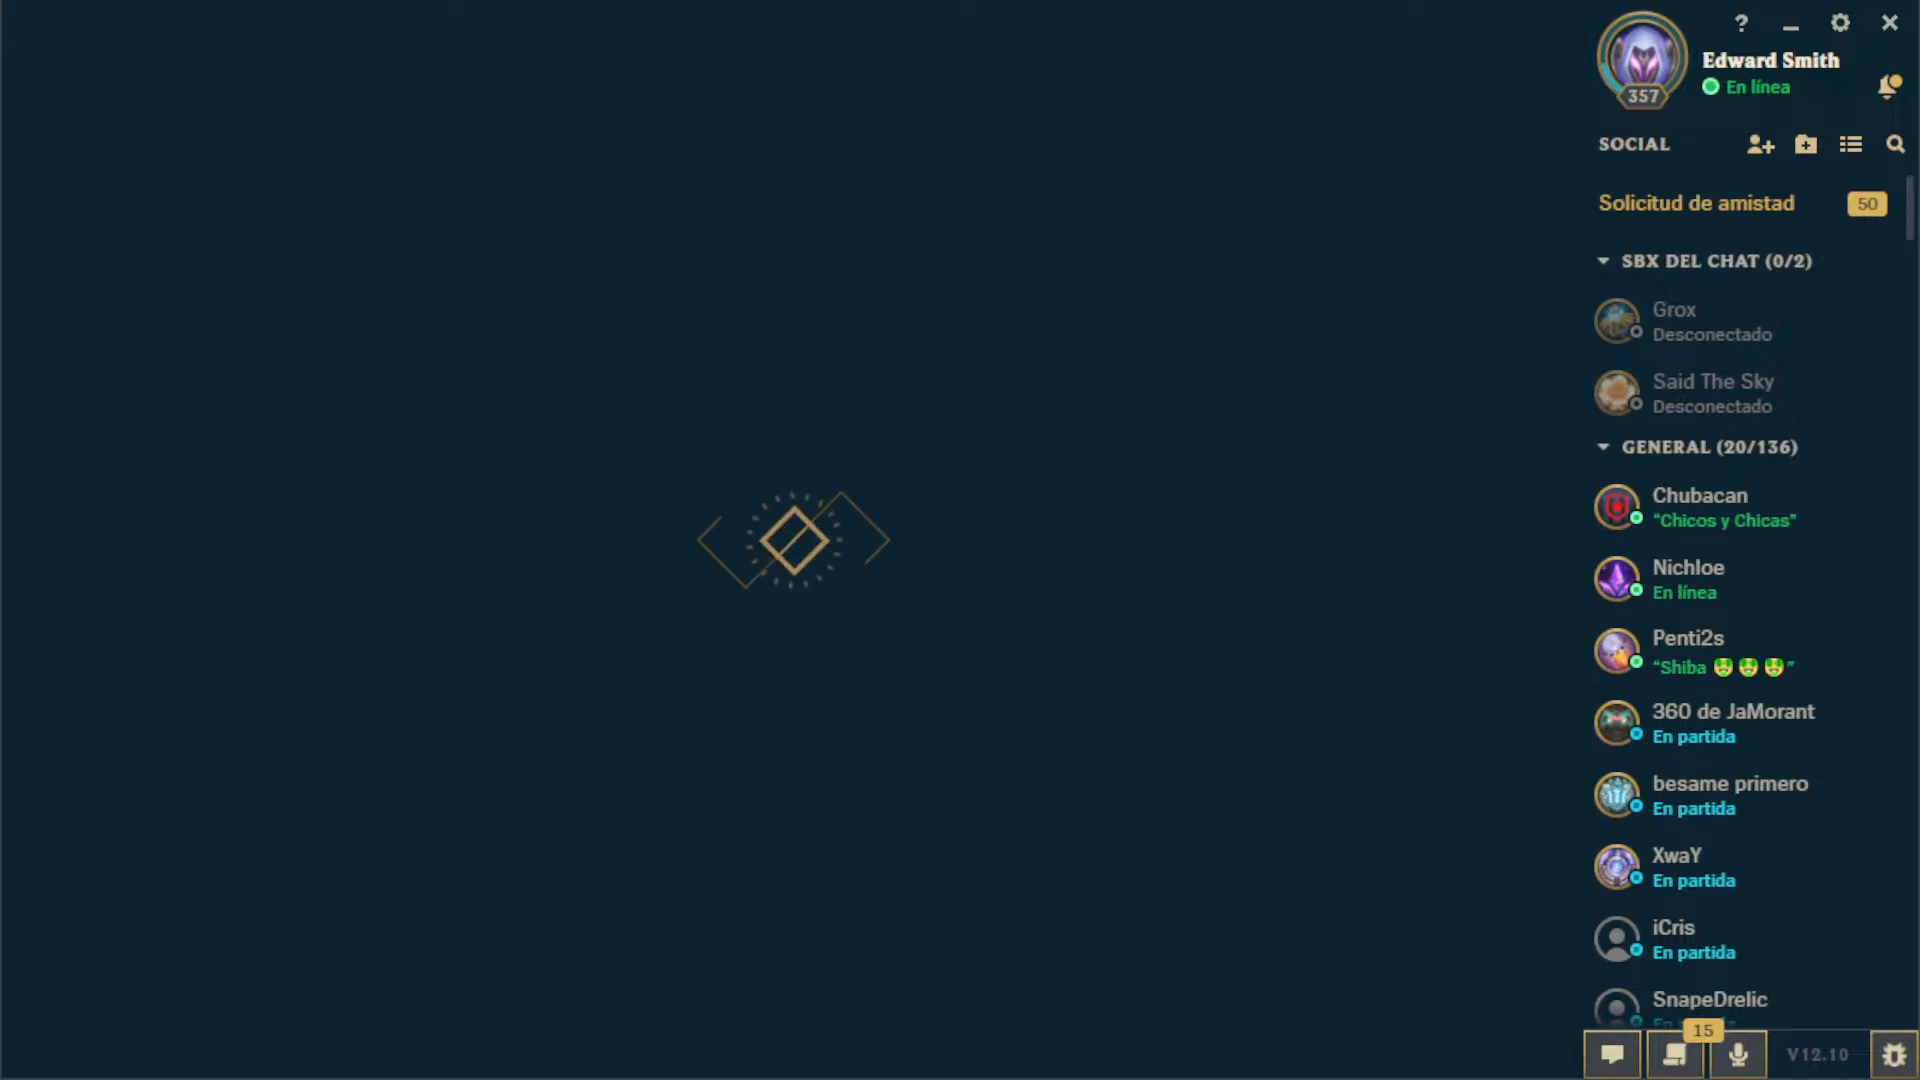 ?
Edward Smith
357
En línea
SOCIAL
Solicitud de amistad
50
SBX DEL CHAT (0/2)
Grox
Desconectado
Said The Sky
Desconectado
GENERAL (20/136)
Chubacan
“Chicos y Chicas”
Nichloe
En línea
Penti2s
“Shiba 🤑🤑🤑”
360 de JaMorant
En partida
besame primero
En partida
XwaY
En partida
iCris
En partida
SnapeDrelic
15
V12.10